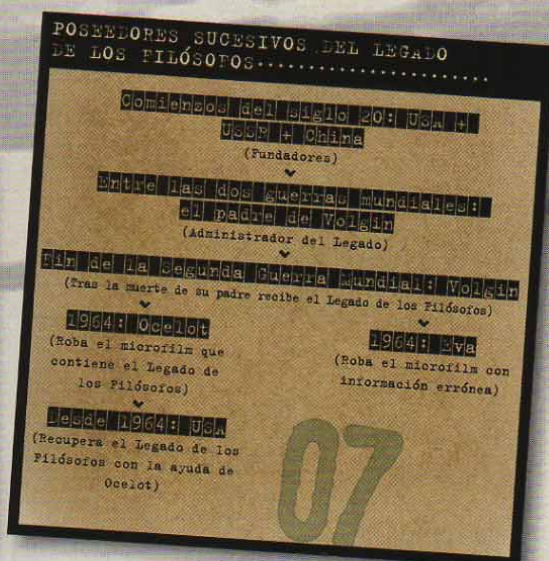 POSEEDORES SUCESIVOS DEL LEGADO
DE LOS FILÓSOFOS......................
Comienzos del siglo 20: USA +
USSR + China
(Fundadores)
Entre las dos guerras mundiales:
el padre de Volgin
(Administrador del Legado)
Fin de la Segunda Guerra Mundial: Volgin
(Tras la muerte de su padre recibe el Legado de los Filósofos)
1964: Ocelot
(Roba el microfilm que
contiene el Legado de
los Filósofos)
1964: Eva
(Roba el microfilm con
información errónea)
Desde 1964: USA
(Recupera el Legado de los
Filósofos con la ayuda de
Ocelot)
07